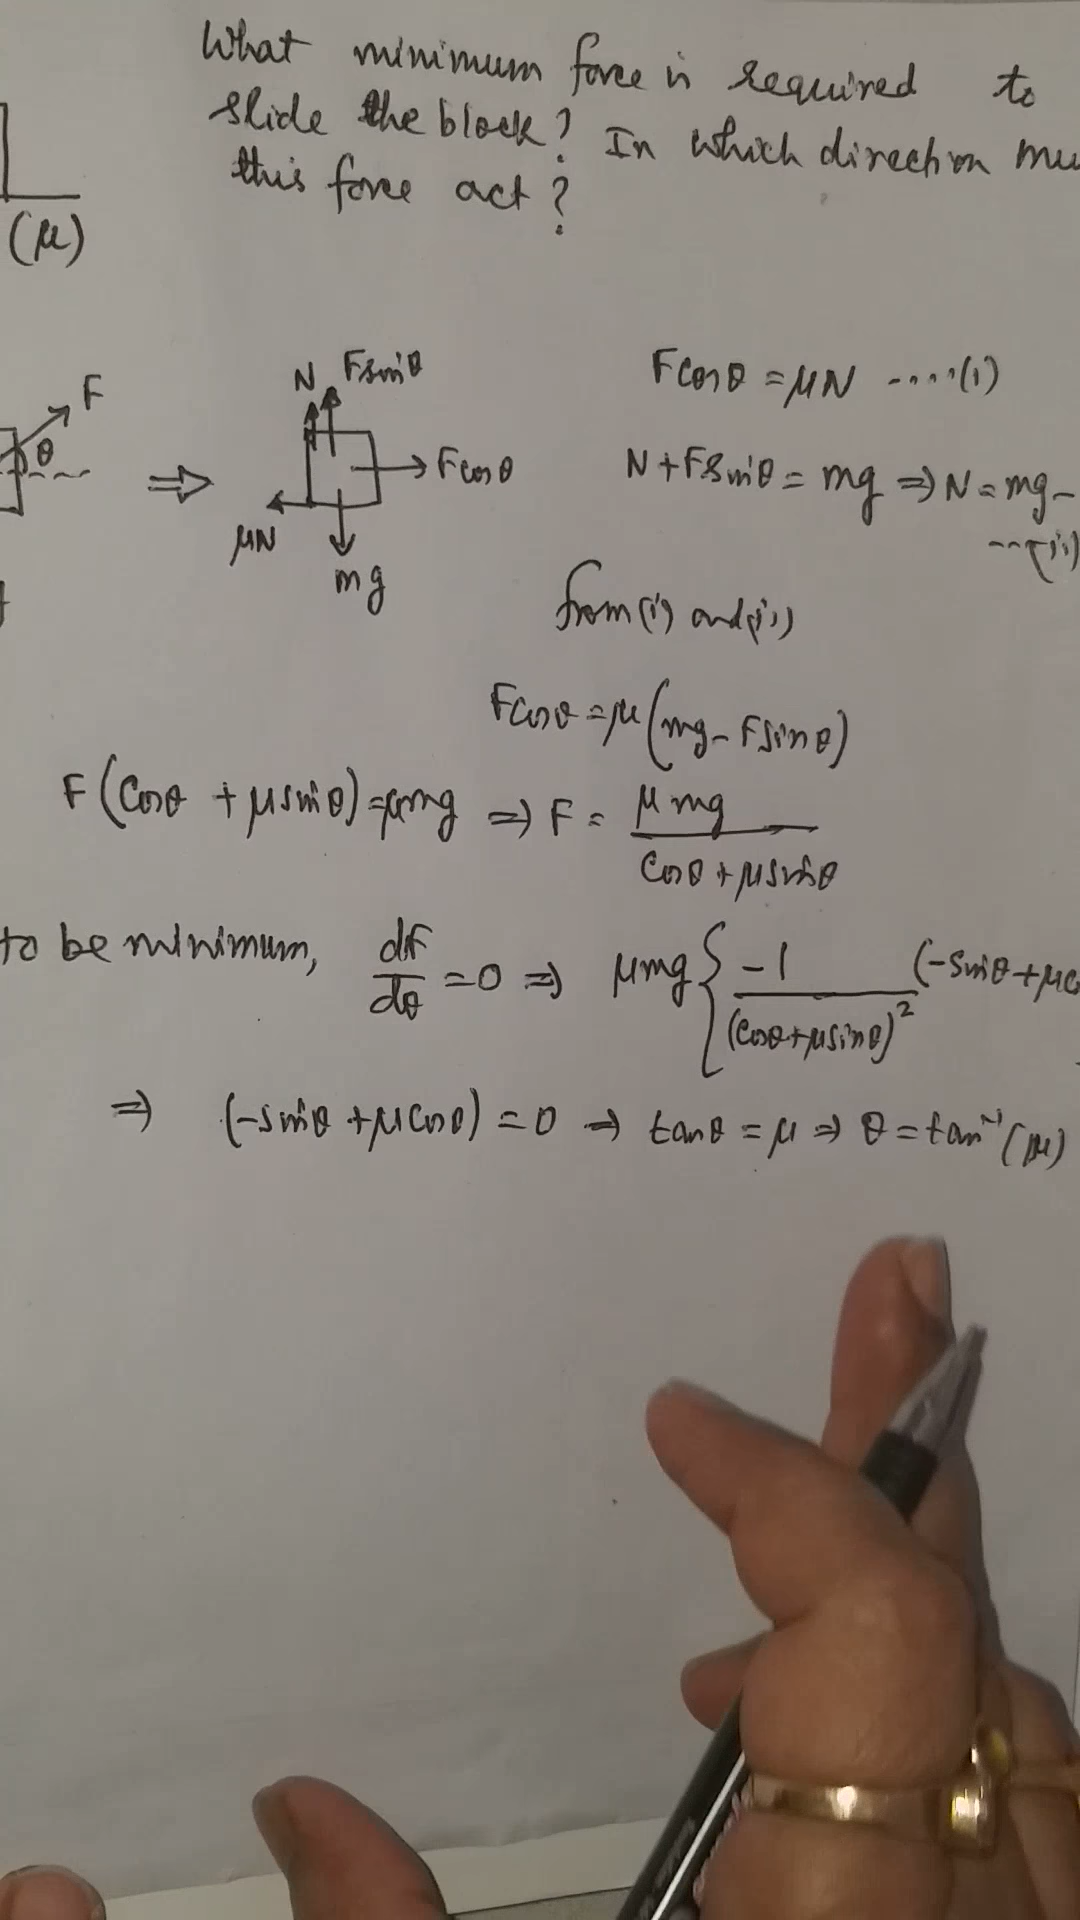 What minimum force is required to
slide the block? In which direction mu
this force act?
(μ)
F
θ
⇒
N
Fsinθ
Fcosθ
μN
mg
Fcosθ = μN ....(i)
N + Fsinθ = mg ⇒ N = mg -
...(ii)
from (i) and (ii)
Fcosθ = μ(mg - Fsinθ)
F(cosθ + μsinθ) = μmg ⇒ F = μmg / cosθ + μsinθ
to be minimum, dF/dθ = 0 ⇒ μmg { -1/(cosθ + μsinθ)² (-sinθ + μc
⇒ (-sinθ + μcosθ) = 0 ⇒ tanθ = μ ⇒ θ = tan⁻¹(μ)